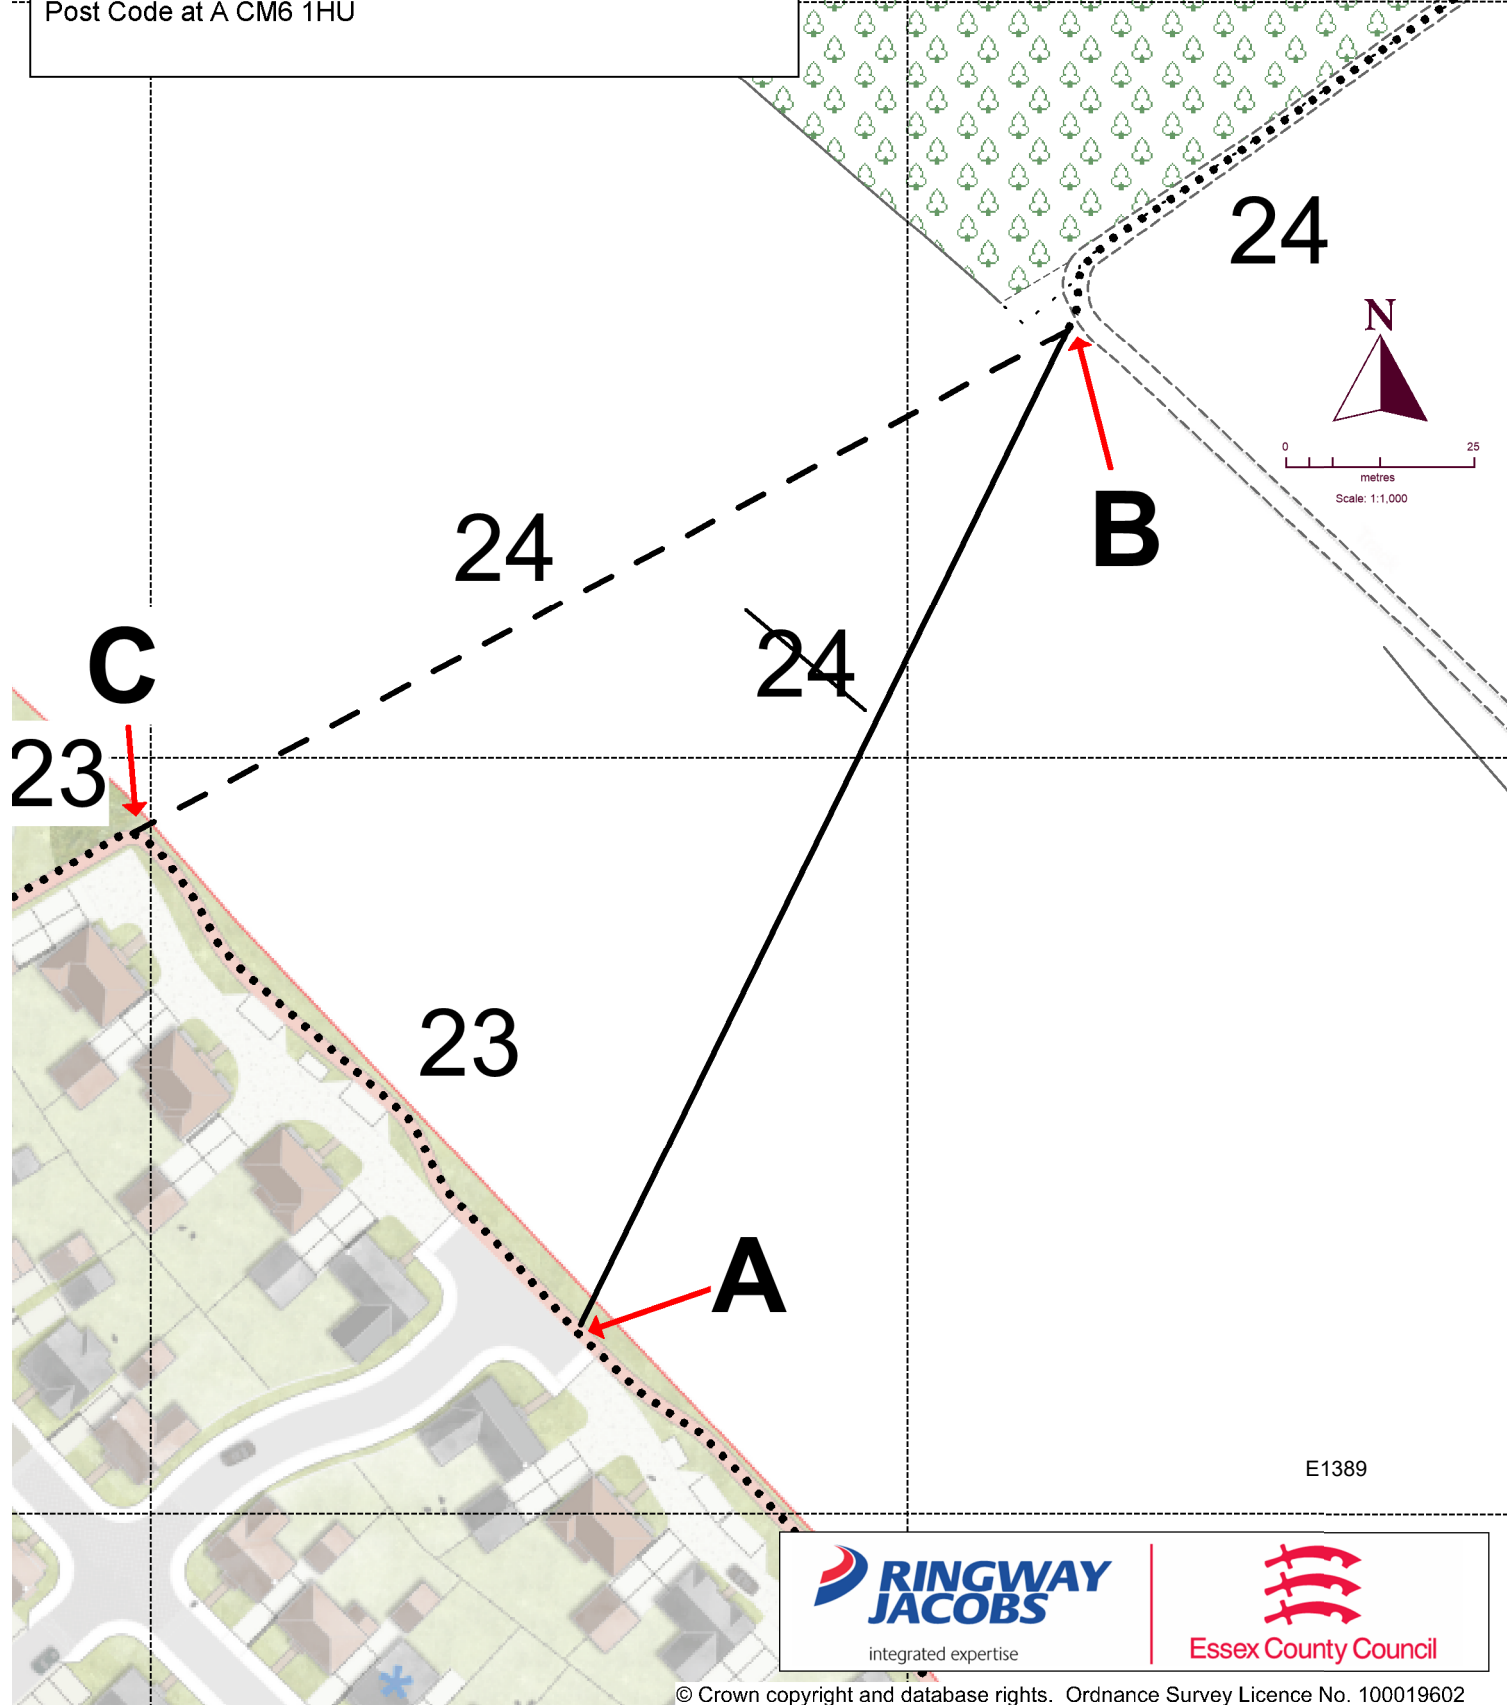 Post Code at A CM6 1HU
24
N
0 25
metres
Scale: 1:1,000
B
24
C
24
23
23
A
E1389
RINGWAY
JACOBS
integrated expertise
Essex County Council
© Crown copyright and database rights. Ordnance Survey Licence No. 100019602